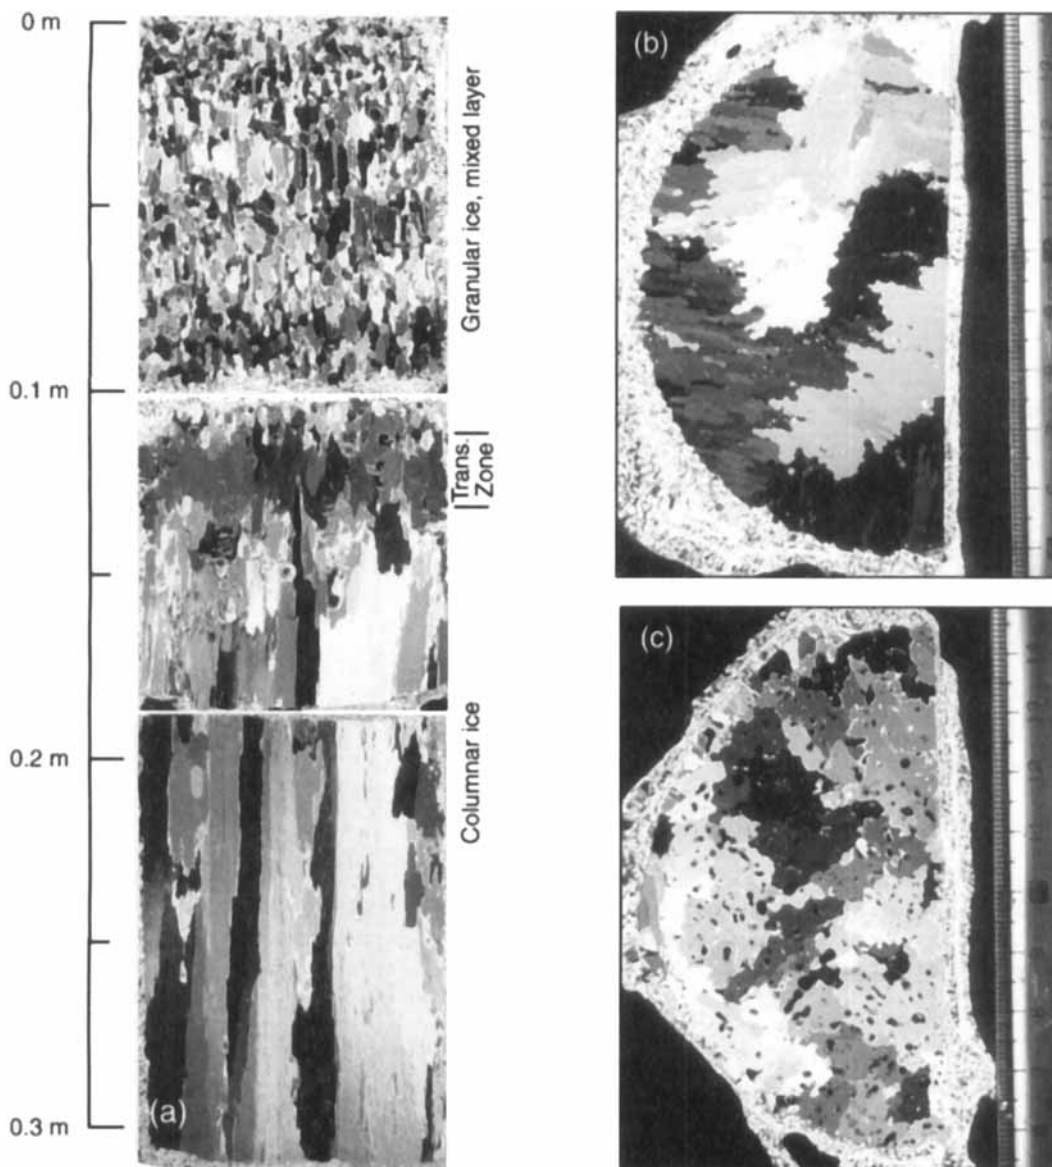 0 m
0.1 m
0.2 m
0.3 m
Granular ice, mixed layer
Trans.
Zone
Columnar ice
(a)
(b)
(c)